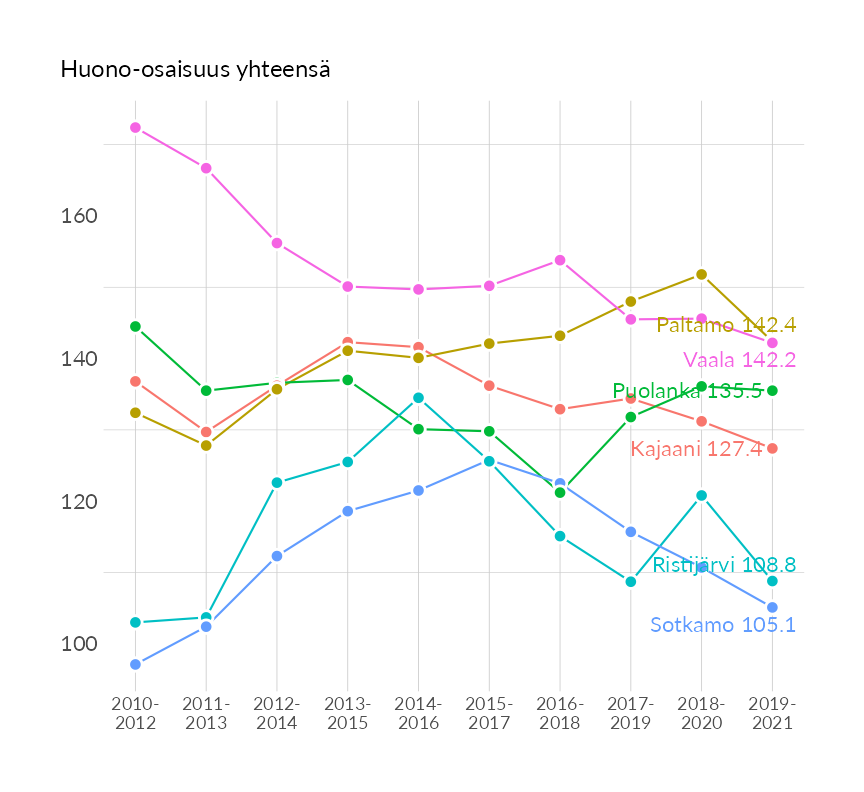 Huono-osaisuus yhteensä
160
140
120
100
Paltamo 142.4
Vaala 142.2
Puolanka 135.5
Kajaani 127.4
Ristijärvi 108.8
Sotkamo 105.1
2010- 2011- 2012- 2013- 2014- 2015- 2016- 2017- 2018- 2019-
2012 2013 2014 2015 2016 2017 2018 2019 2020 2021